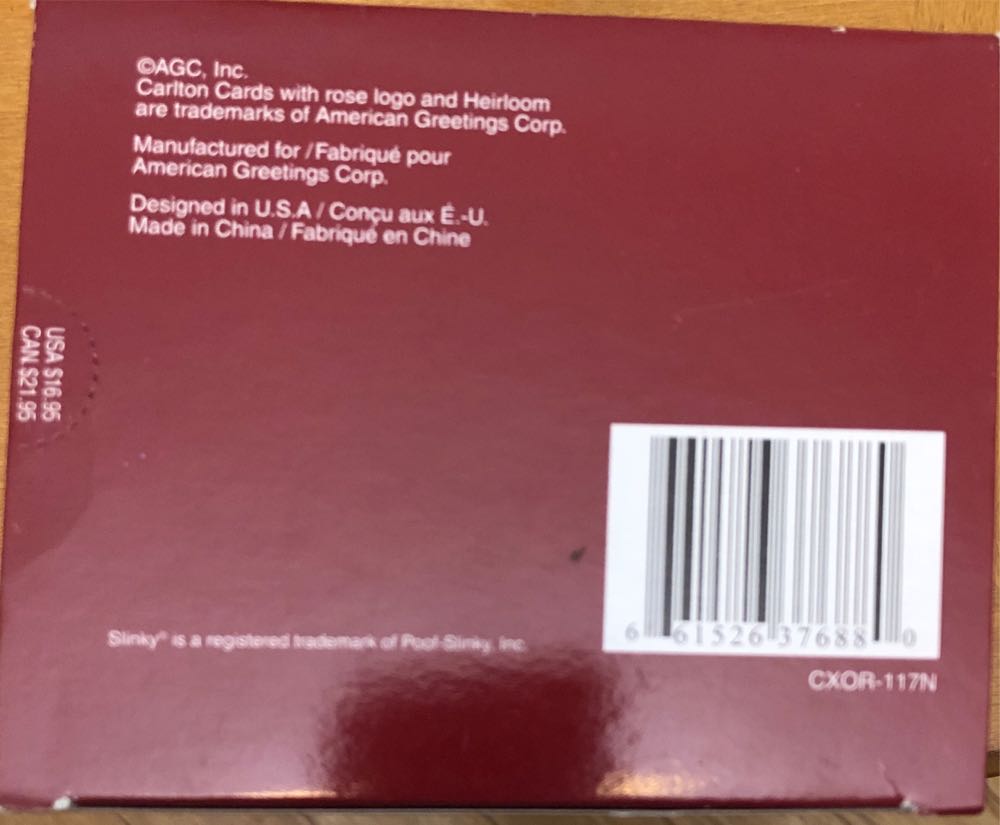 ©AGC, Inc.
Carlton Cards with rose logo and Heirloom
are trademarks of American Greetings Corp.
Manufactured for / Fabriqué pour
American Greetings Corp.
Designed in U.S.A / Conçu aux É.-U.
Made in China / Fabriqué en Chine
USA $16.95
CAN $21.95
Slinky® is a registered trademark of Poof-Slinky, Inc.
6 61526 37688 0
CXOR-117N